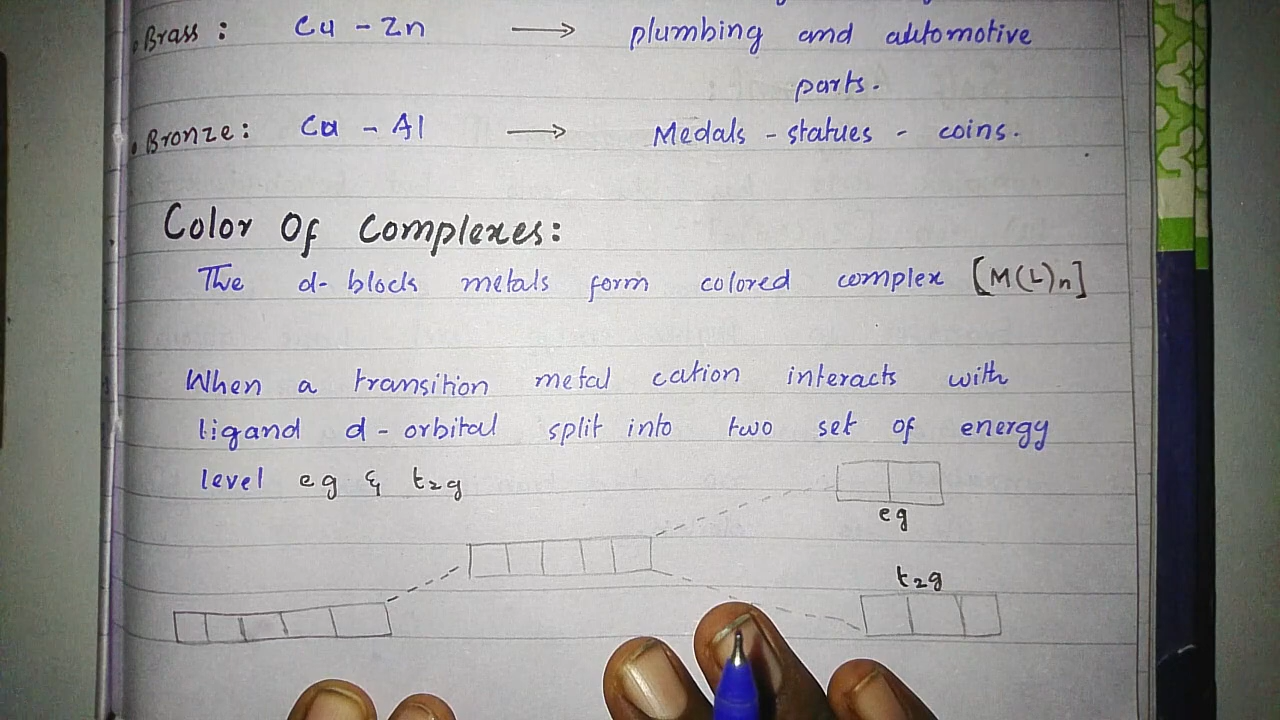 • Brass : Cu - Zn → plumbing and automotive
parts.
• Bronze : Cu - Al → Medals - statues - coins.
Color Of Complexes:
The d- block metals form colored complex [M(L)n]
When a transition metal cation interacts with
ligand d - orbital split into two set of energy
level eg & t2g
eg
t2g